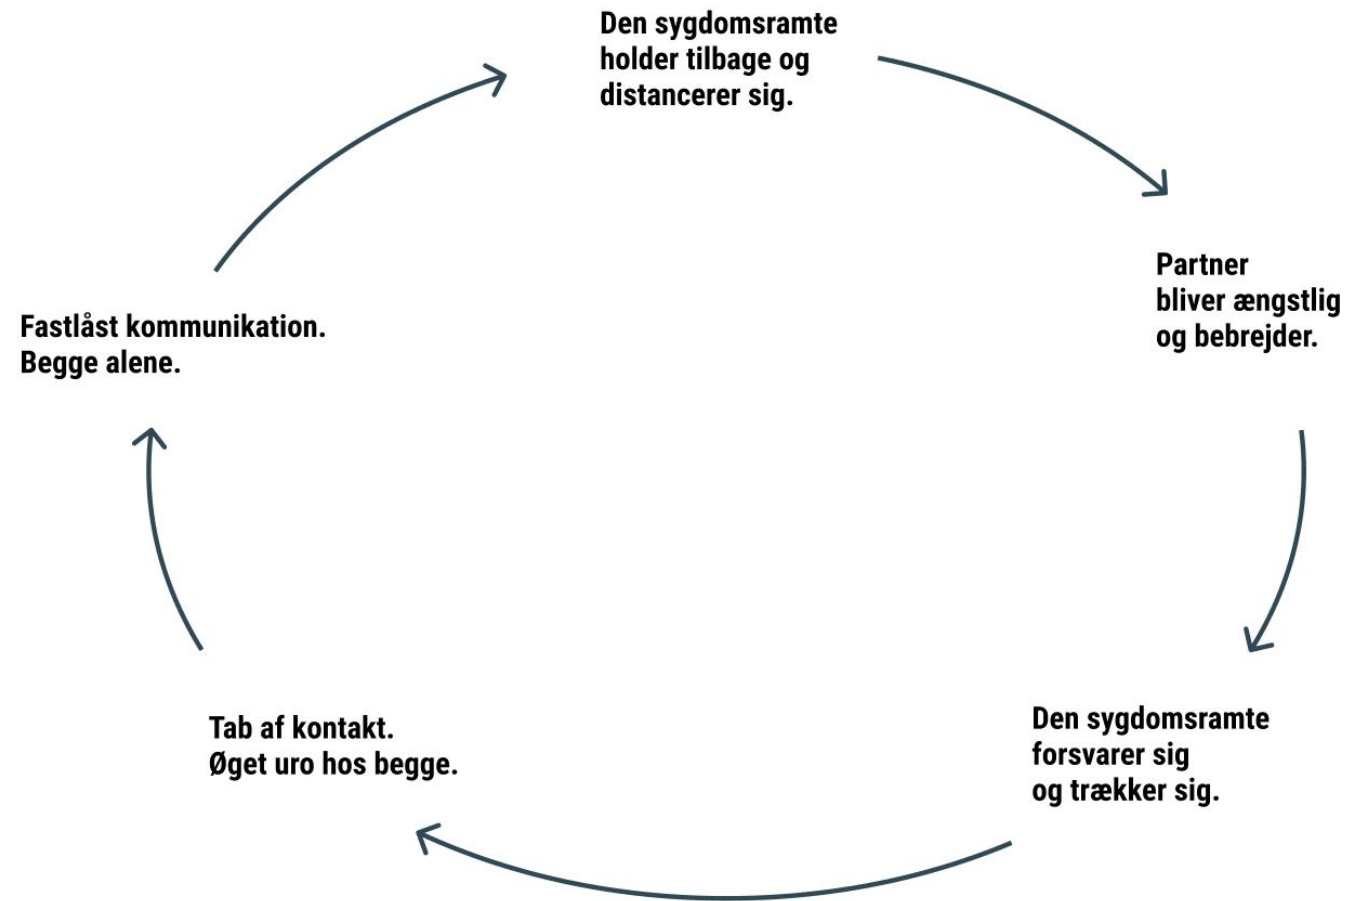 Den sygdomsramte
holder tilbage og
distancerer sig.
Partner
bliver ængstlig
og bebrejder.
Den sygdomsramte
forsvarer sig
og trækker sig.
Tab af kontakt.
Øget uro hos begge.
Fastlåst kommunikation.
Begge alene.